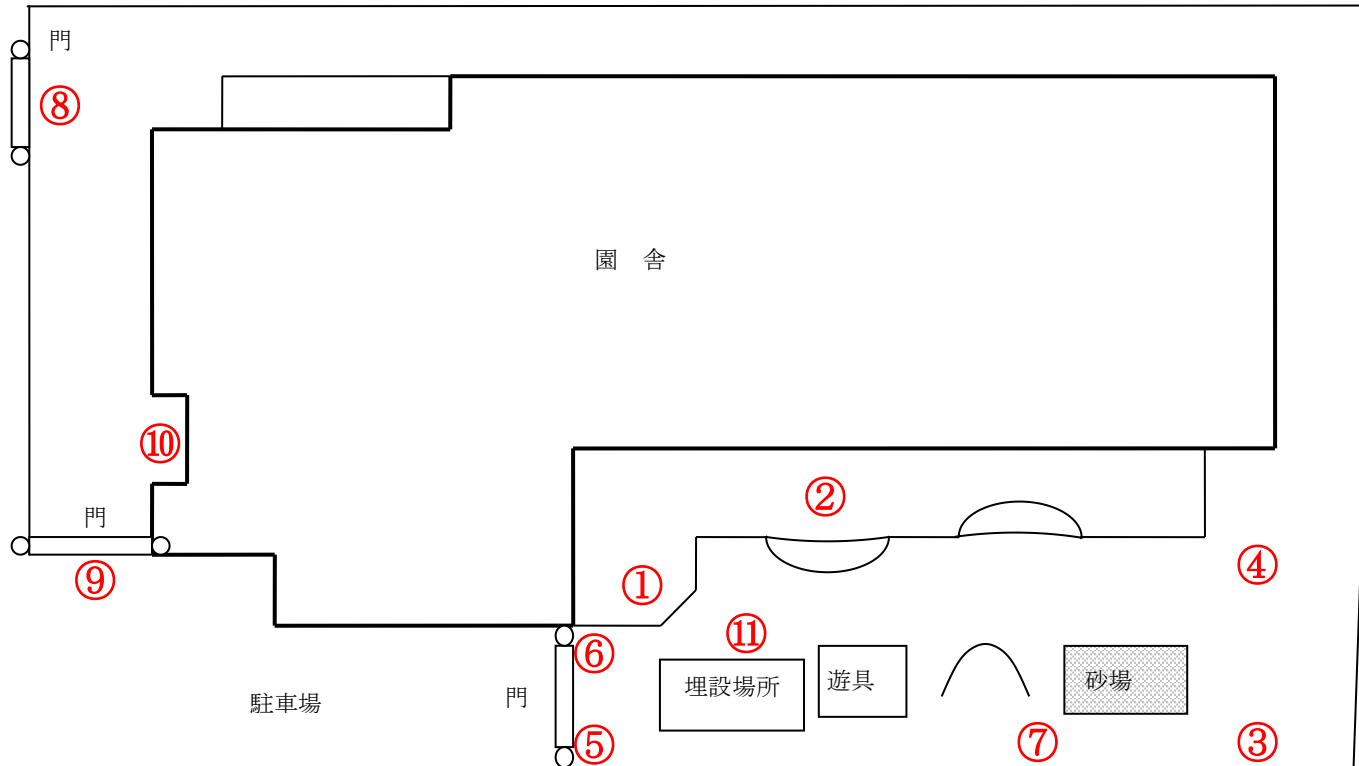 門
⑧
園 舎
⑩
②
門
④
⑨
①
⑪
⑥
埋設場所
遊具
砂場
駐車場
門
⑤
⑦
③